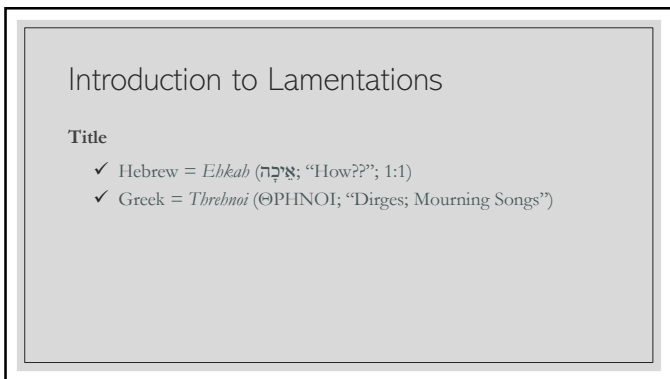 Introduction to Lamentations
Title
✓ Hebrew = Ehkah (אֵיכָה; “How??”; 1:1)
✓ Greek = Threhnoi (ΘΡΗΝΟΙ; “Dirges; Mourning Songs”)